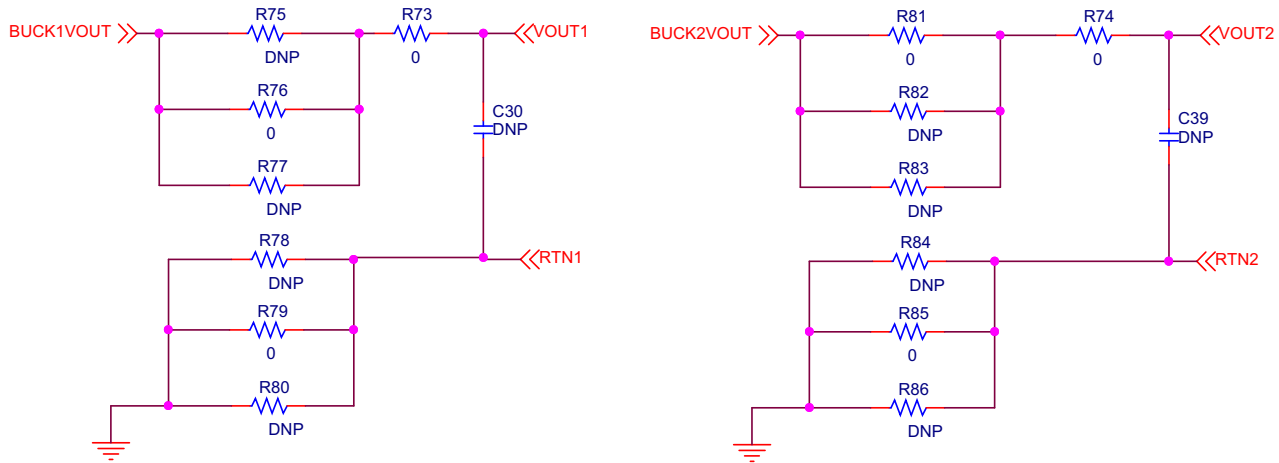 R75
R73
BUCK1VOUT
VOUT1
DNP
0
R76
0
C30
DNP
R77
DNP
R78
RTN1
DNP
R79
0
R80
DNP
R81
R74
BUCK2VOUT
VOUT2
0
0
R82
DNP
C39
DNP
R83
DNP
R84
RTN2
DNP
R85
0
R86
DNP